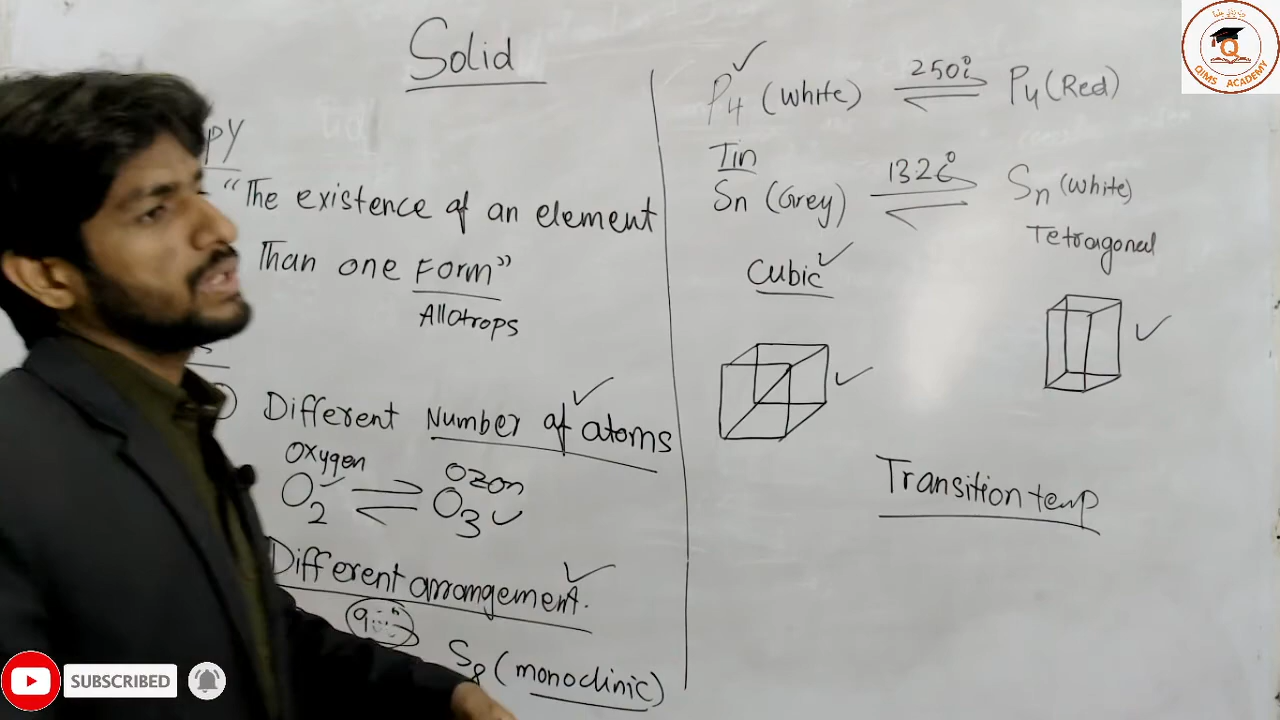 Solid
PY
"The existence of an element
Than one Form"
Allotrops
Different Number of atoms
Oxygen
Ozon
O2 ⇌ O3
Different arrangement.
S8 (monoclinic)
P4 (White) 250°C ⇌ P4 (Red)
Tin
Sn (Grey) 13.2°C ⇌ Sn (White)
Tetragonal
Cubic
Transition temp
QIMS ACADEMY
SUBSCRIBED